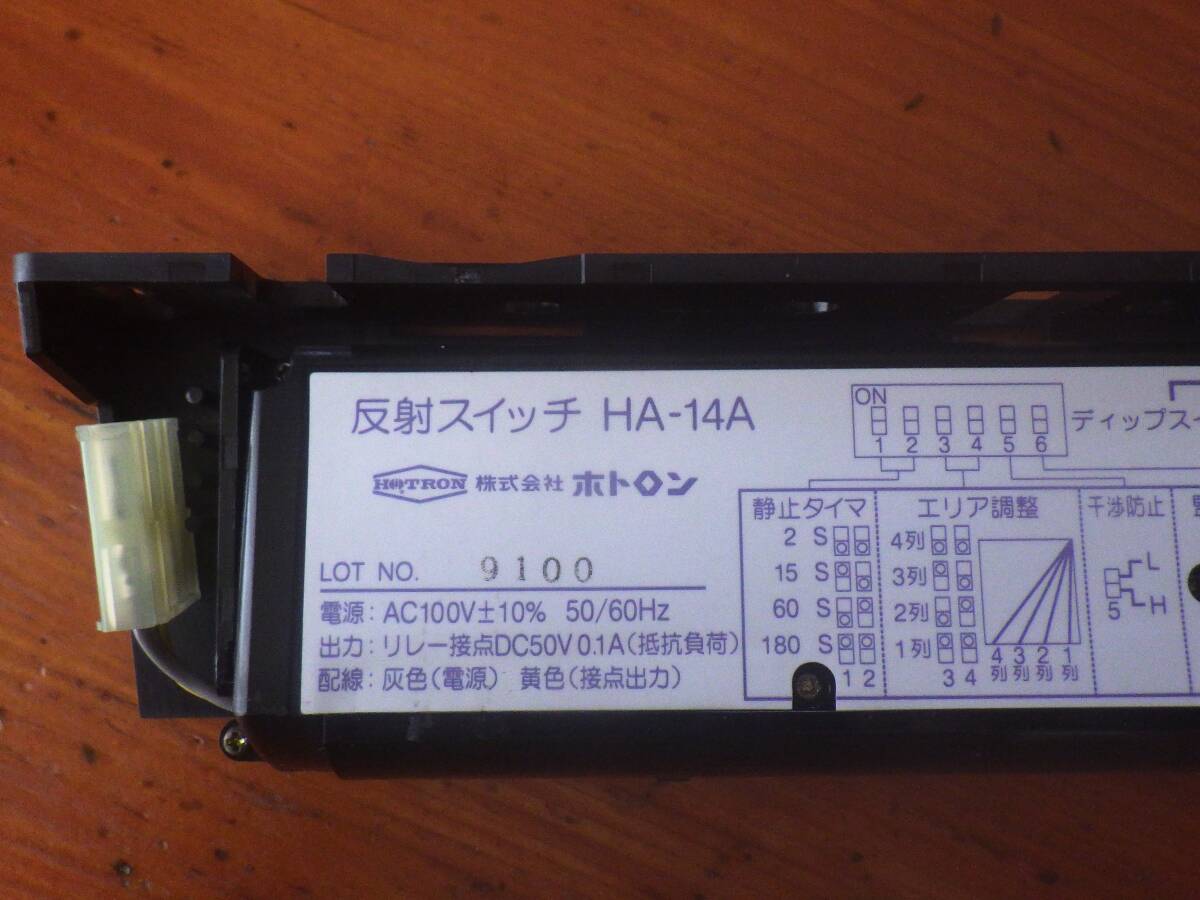 反射スイッチ HA-14A
HOTRON 株式会社 ホトロン
LOT NO. 9100
電源: AC100V±10% 50/60Hz
出力: リレー接点DC50V 0.1A(抵抗負荷)
配線: 灰色(電源) 黄色(接点出力)
ON
1 2 3 4 5 6
ディップス
静止タイマ
2 S
15 S
60 S
180 S
1 2
エリア調整
4列
3列
2列
1列
4列 3列 2列 1列
3 4
干渉防止
L
H
5